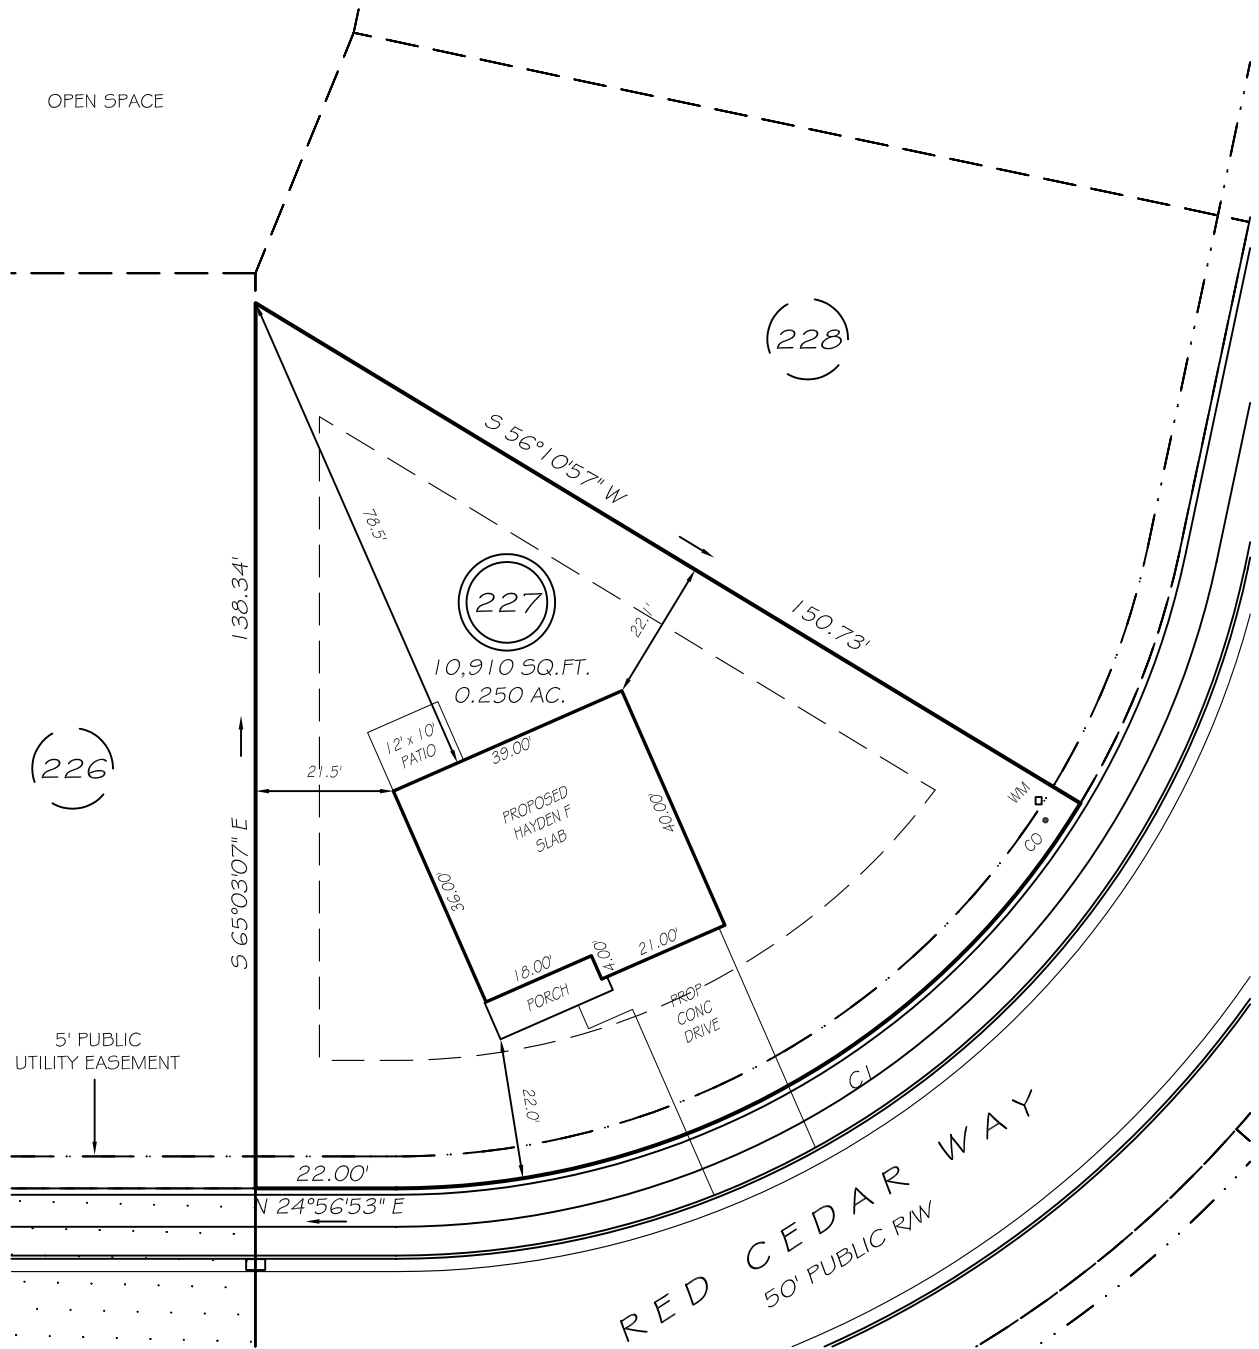 OPEN SPACE
228
S 56°10'57" W
150.73'
138.34'
S 65°03'07" E
78.5'
22.1'
227
10,910 SQ.FT.
0.250 AC.
226
12' x 10'
PATIO
39.00'
21.5'
PROPOSED
HAYDEN F
SLAB
40.00'
36.00'
WM
CO
18.00'
4.00'
21.00'
PORCH
PROP
CONC
DRIVE
5' PUBLIC
UTILITY EASEMENT
22.0'
C1
22.00'
N 24°56'53" E
RED CEDAR WAY
50' PUBLIC R/W